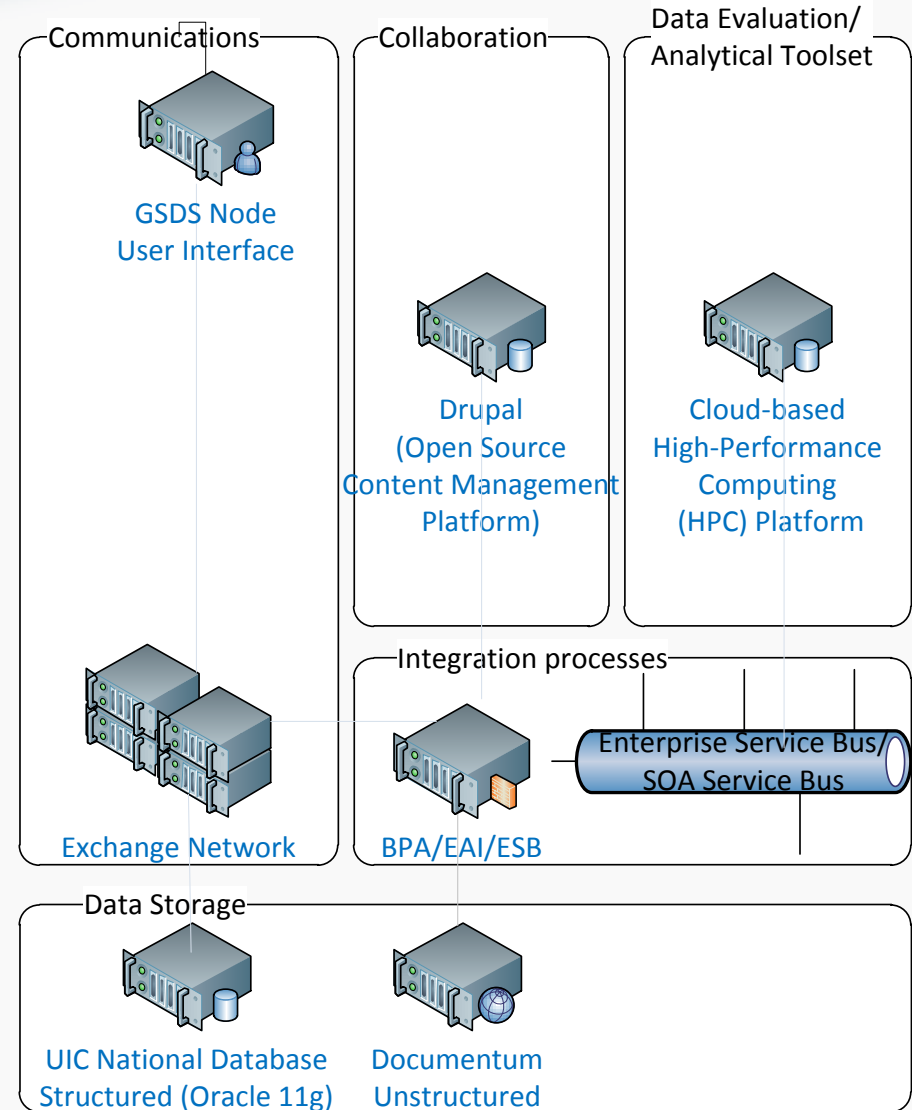 Communications
GSDS Node
User Interface
Exchange Network
Collaboration
Drupal
(Open Source
Content Management
Platform)
Data Evaluation/
Analytical Toolset
Cloud-based
High-Performance
Computing
(HPC) Platform
Integration processes
BPA/EAI/ESB
Enterprise Service Bus/
SOA Service Bus
Data Storage
UIC National Database
Structured (Oracle 11g)
Documentum
Unstructured